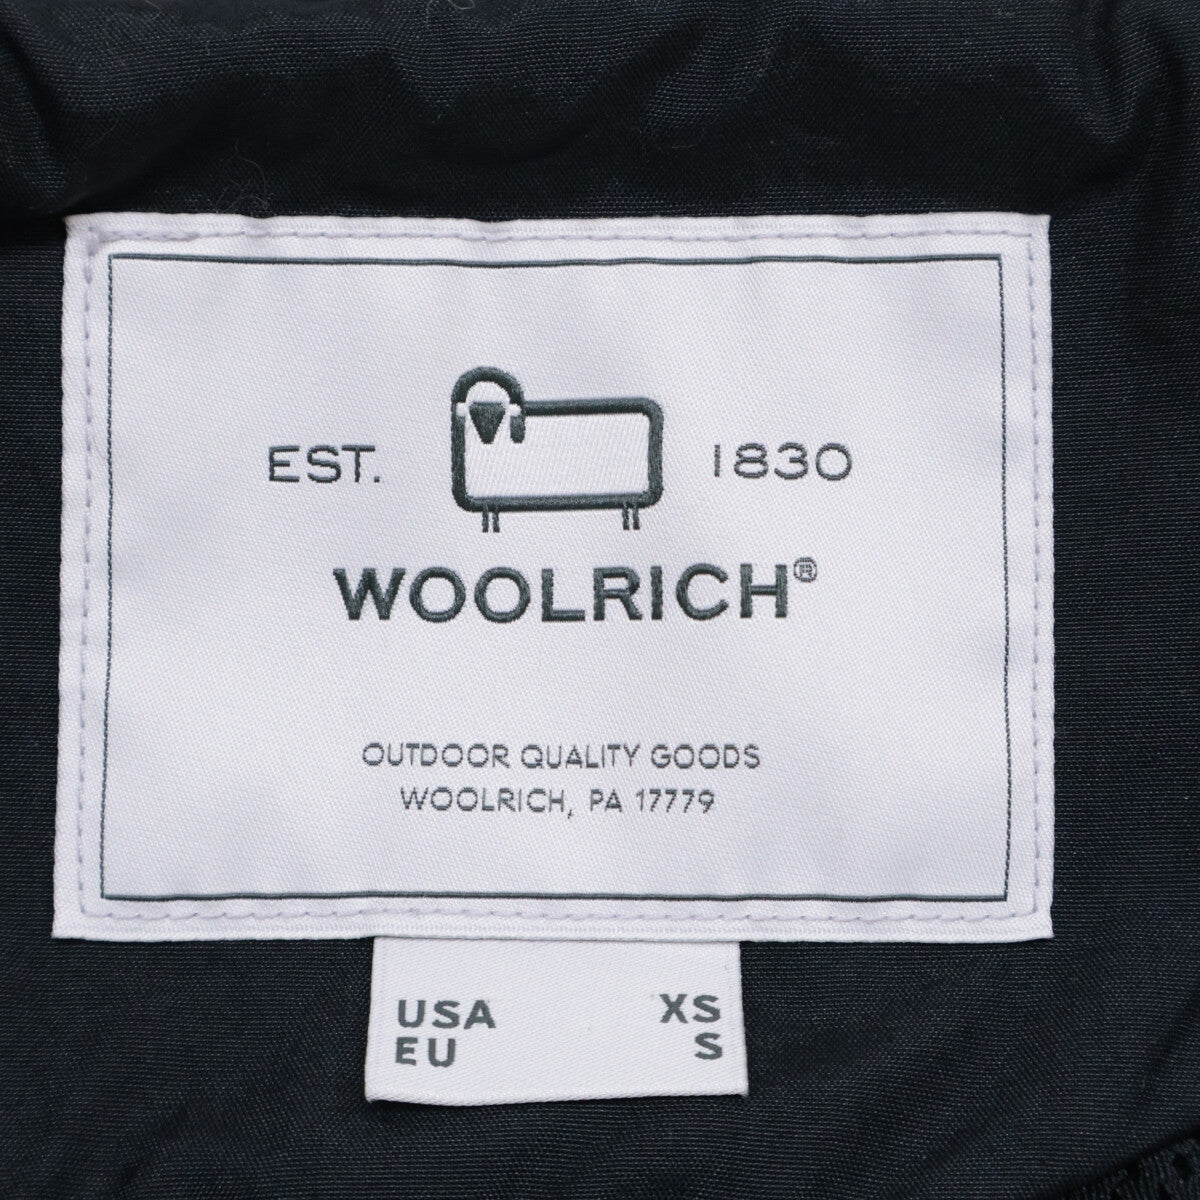 EST. 1830
WOOLRICH®
OUTDOOR QUALITY GOODS
WOOLRICH, PA 17779
USA XS
EU S